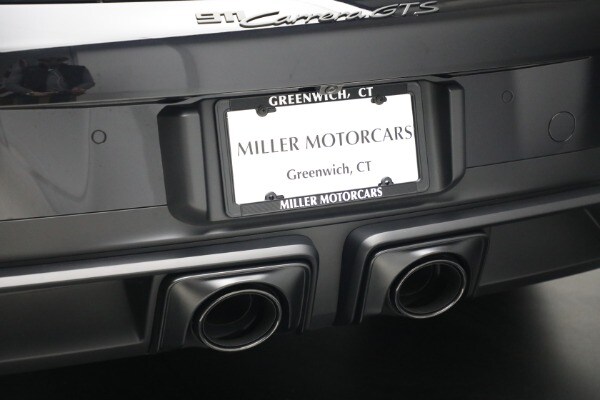 911 Carrera GTS
GREENWICH, CT
MILLER MOTORCARS
Greenwich, CT
MILLER MOTORCARS